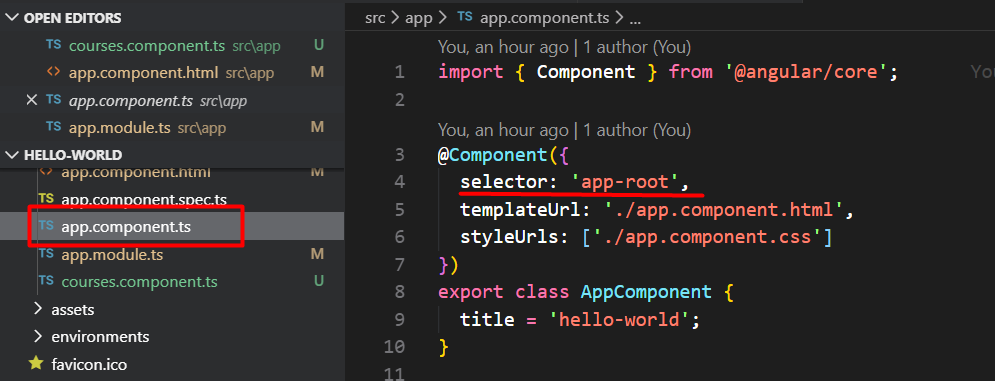 OPEN EDITORS
TS courses.component.ts src\app U
<> app.component.html src\app M
TS app.component.ts src\app
TS app.module.ts src\app M
HELLO-WORLD
<> app.component.html M
TS app.component.spec.ts
TS app.component.ts
TS app.module.ts M
TS courses.component.ts U
assets
environments
favicon.ico
src > app > TS app.component.ts > ...
You, an hour ago | 1 author (You)
1 import { Component } from '@angular/core'; You
2
You, an hour ago | 1 author (You)
3 @Component({
4 selector: 'app-root',
5 templateUrl: './app.component.html',
6 styleUrls: ['./app.component.css']
7 })
8 export class AppComponent {
9 title = 'hello-world';
10 }
11